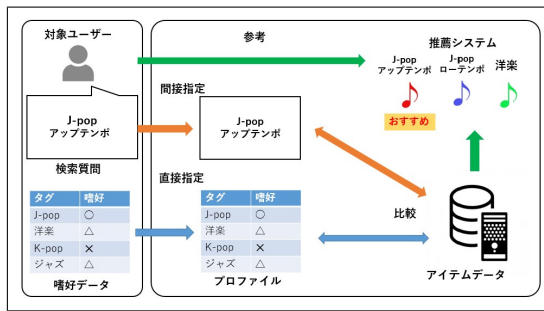 対象ユーザー
J-pop
アップテンポ
検索質問
タグ 嗜好
J-pop ○
洋楽 △
K-pop ×
ジャズ △
嗜好データ
参考
間接指定
J-pop
アップテンポ
直接指定
タグ 嗜好
J-pop ○
洋楽 △
K-pop ×
ジャズ △
プロファイル
推薦システム
J-pop
アップテンポ
J-pop
ローテンポ
洋楽
おすすめ
比較
アイテムデータ